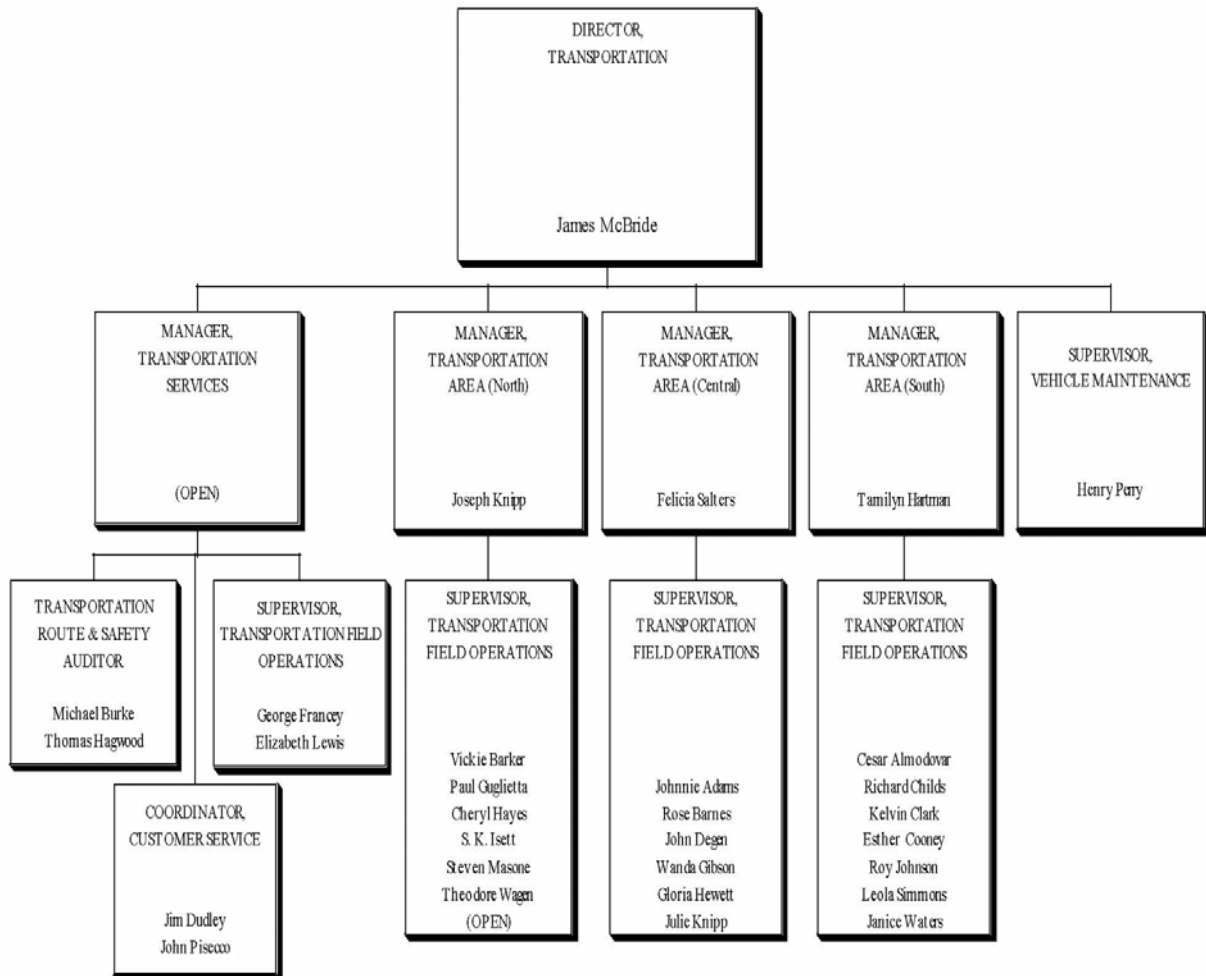 DIRECTOR,
TRANSPORTATION
James McBride
MANAGER,
TRANSPORTATION
SERVICES
(OPEN)
MANAGER,
TRANSPORTATION
AREA (North)
Joseph Knipp
MANAGER,
TRANSPORTATION
AREA (Central)
Felicia Salters
MANAGER,
TRANSPORTATION
AREA (South)
Tamilyn Hartman
SUPERVISOR,
VEHICLE MAINTENANCE
Henry Perry
TRANSPORTATION
ROUTE & SAFETY
AUDITOR
Michael Burke
Thomas Hagwood
SUPERVISOR,
TRANSPORTATION FIELD
OPERATIONS
George Francey
Elizabeth Lewis
COORDINATOR,
CUSTOMER SERVICE
Jim Dudley
John Pisecco
SUPERVISOR,
TRANSPORTATION
FIELD OPERATIONS
Vickie Barker
Paul Guglietta
Cheryl Hayes
S. K. Isett
Steven Masone
Theodore Wagen
(OPEN)
SUPERVISOR,
TRANSPORTATION
FIELD OPERATIONS
Johnnie Adams
Rose Barnes
John Degen
Wanda Gibson
Gloria Hewett
Julie Knipp
SUPERVISOR,
TRANSPORTATION
FIELD OPERATIONS
Cesar Almodovar
Richard Childs
Kelvin Clark
Esther Cooney
Roy Johnson
Leola Simmons
Janice Waters